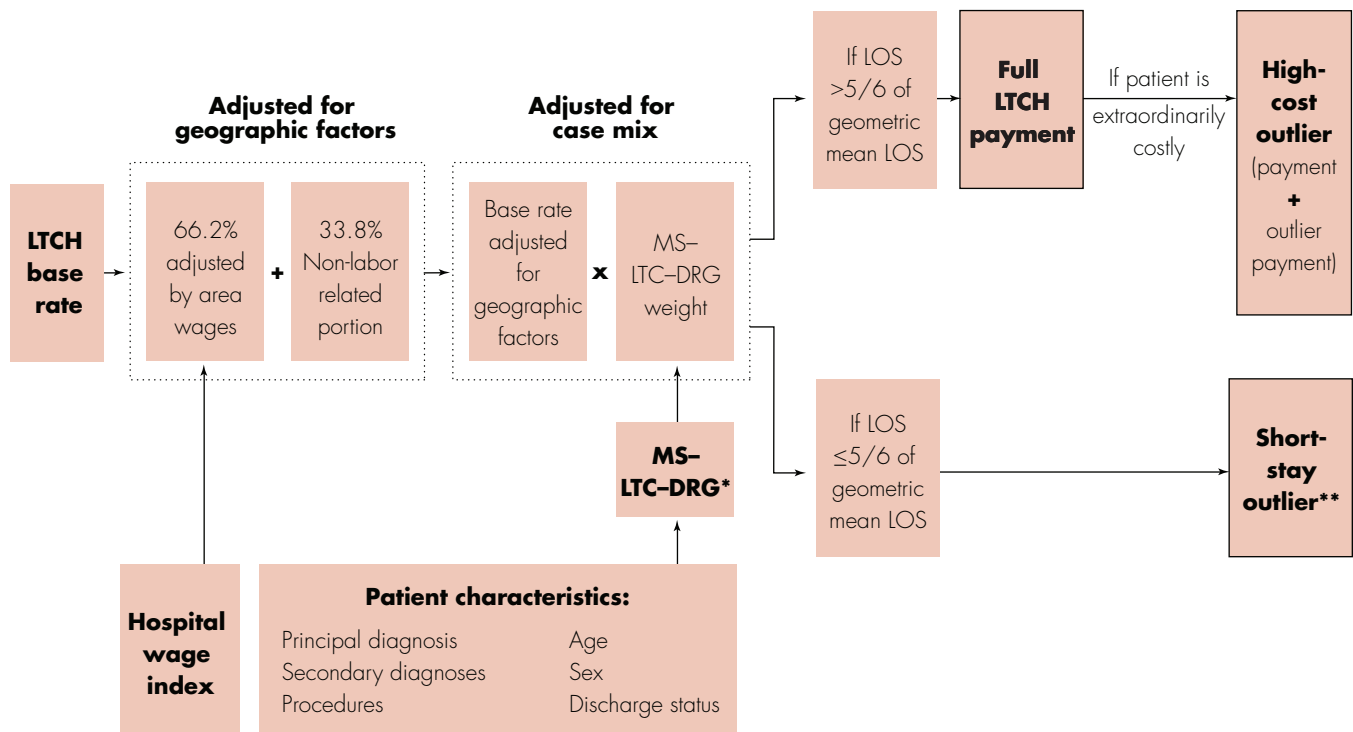 Adjusted for
geographic factors
Adjusted for
case mix
LTCH
base
rate
66.2%
adjusted
by area
wages
+
33.8%
Non-labor
related
portion
Base rate
adjusted
for
geographic
factors
x
MS–
LTC–DRG
weight
If LOS
>5/6 of
geometric
mean LOS
Full
LTCH
payment
If patient is
extraordinarily
costly
High-
cost
outlier
(payment
+
outlier
payment)
If LOS
≤5/6 of
geometric
mean LOS
Short-
stay
outlier**
MS–
LTC–DRG*
Hospital
wage
index
Patient characteristics:
Principal diagnosis
Secondary diagnoses
Procedures
Age
Sex
Discharge status